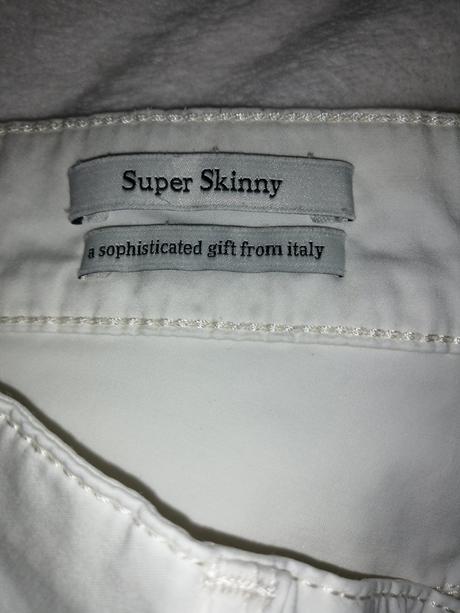 Super Skinny
a sophisticated gift from italy